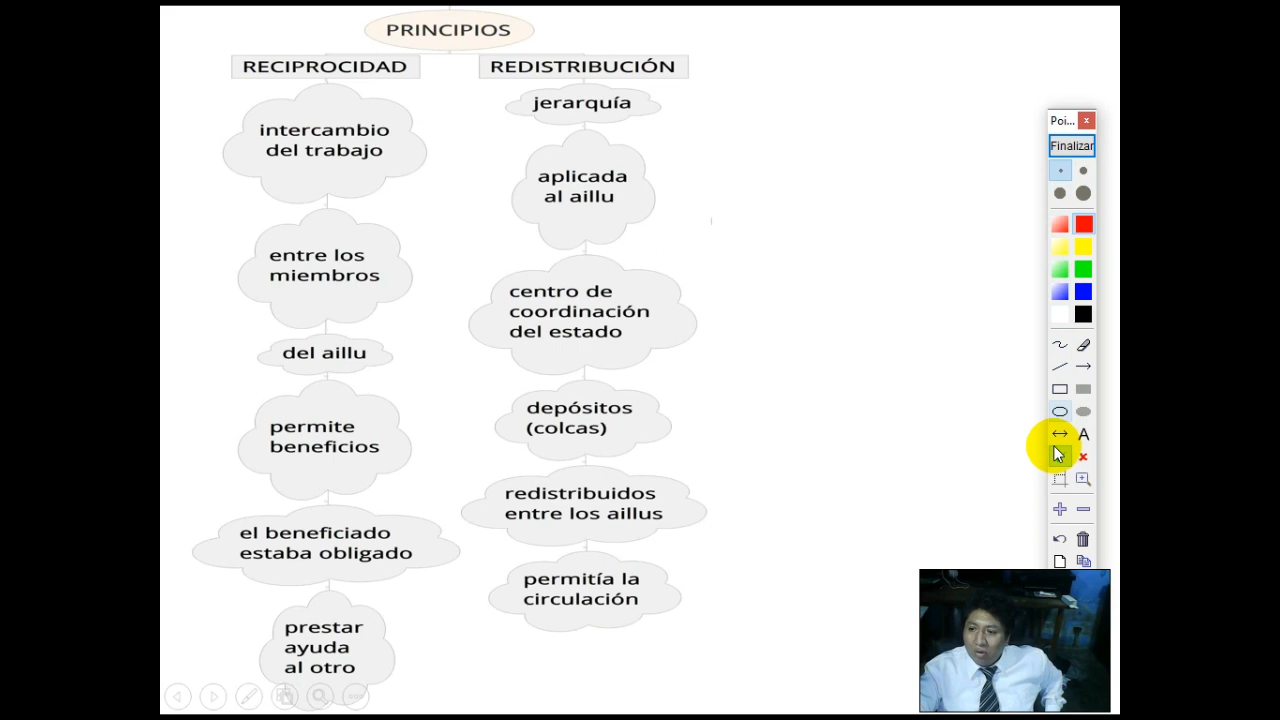 PRINCIPIOS
RECIPROCIDAD
intercambio
del trabajo
entre los
miembros
del aillu
permite
beneficios
el beneficiado
estaba obligado
prestar
ayuda
al otro
REDISTRIBUCIÓN
jerarquía
aplicada
al aillu
centro de
coordinación
del estado
depósitos
(colcas)
redistribuidos
entre los aillus
permitía la
circulación
Poi...
Finalizar
A